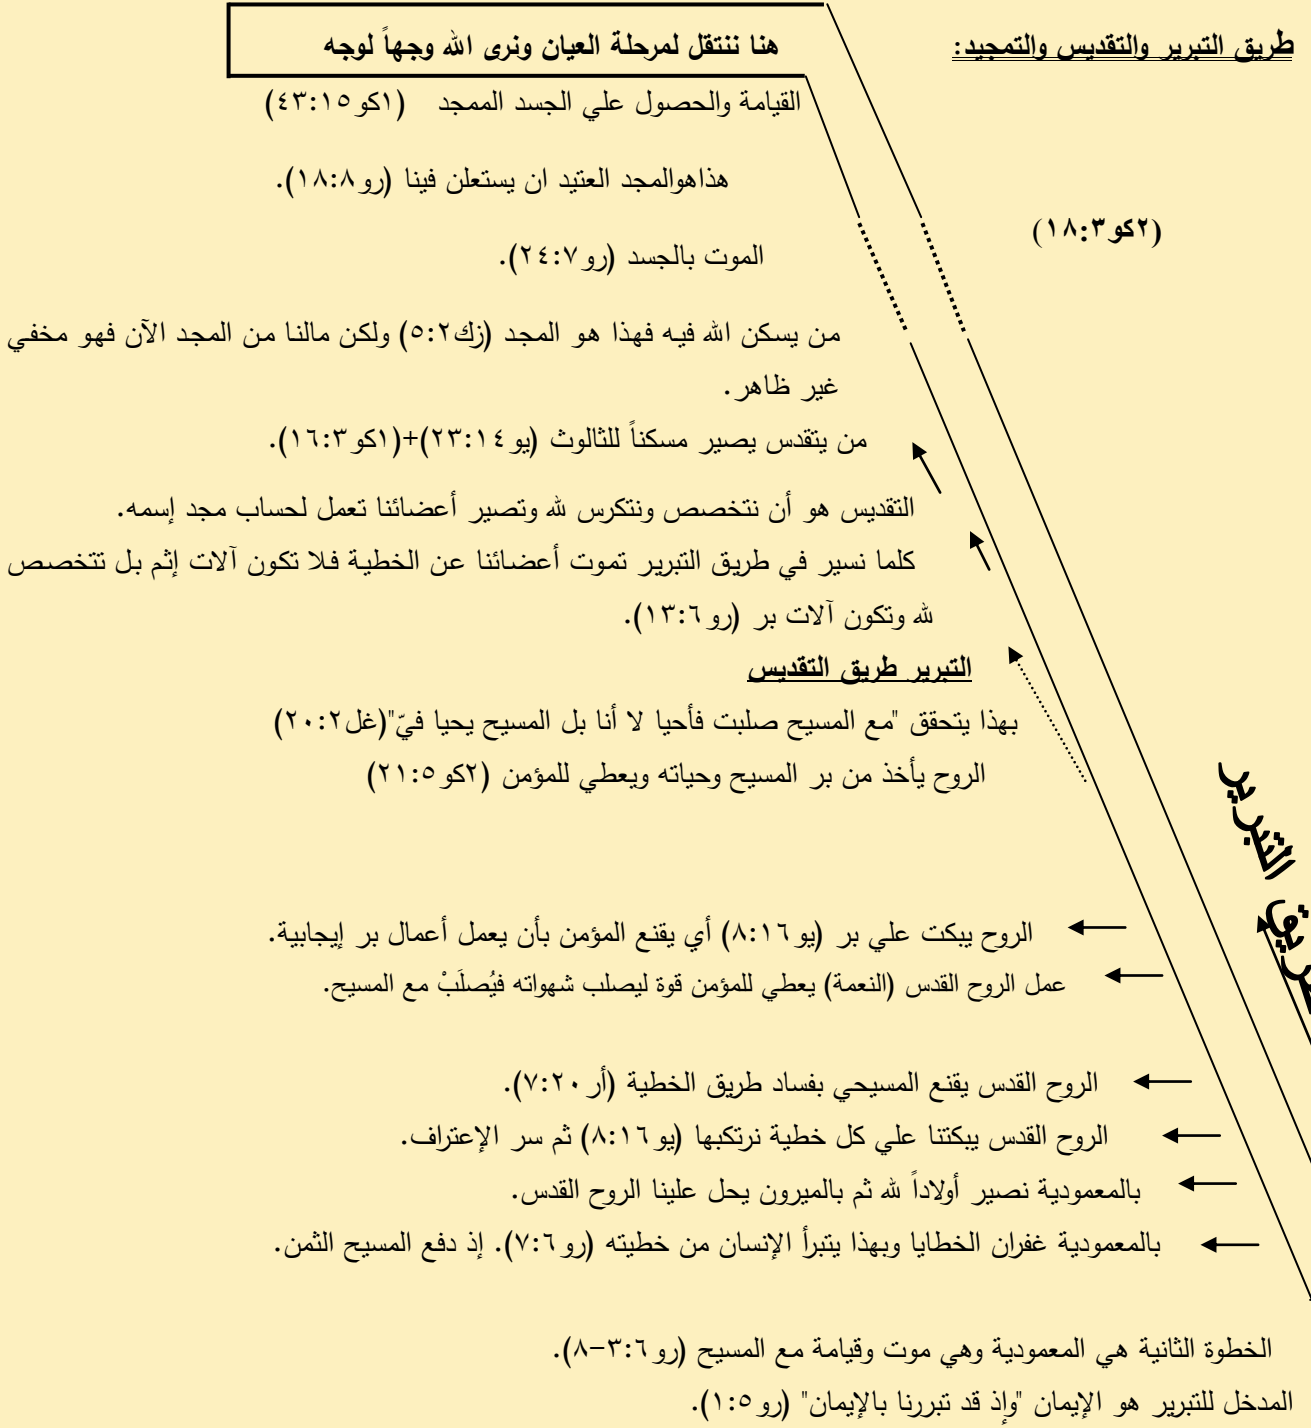 طريق التبرير والتقديس والتمجيد:
هنا ننتقل لمرحلة العيان ونرى الله وجهاً لوجه
القيامة والحصول علي الجسد الممجد (١كو١٥:٤٣)
هذاهوالمجد العتيد ان يستعلن فينا (رو٨:١٨).
(٢كو٣:١٨)
الموت بالجسد (رو٧:٢٤).
من يسكن الله فيه فهذا هو المجد (زك٢:٥) ولكن مالنا من المجد الآن فهو مخفي
غير ظاهر.
من يتقدس يصير مسكناً للثالوث (يو١٤:٢٣)+(١كو٣:١٦).
التقديس هو أن نتخصص ونتكرس لله وتصير أعضائنا تعمل لحساب مجد إسمه.
كلما نسير في طريق التبرير تموت أعضائنا عن الخطية فلا تكون آلات إثم بل تتخصص
لله وتكون آلات بر (رو٦:١٣).
التبرير طريق التقديس
بهذا يتحقق "مع المسيح صلبت فأحيا لا أنا بل المسيح يحيا فيّ"(غل٢:٢٠)
الروح يأخذ من بر المسيح وحياته ويعطي للمؤمن (٢كو٥:٢١)
التبرير
الروح يبكت علي بر (يو١٦:٨) أي يقنع المؤمن بأن يعمل أعمال بر إيجابية.
عمل الروح القدس (النعمة) يعطي للمؤمن قوة ليصلب شهواته فيُصلَبْ مع المسيح.
الروح القدس يقنع المسيحي بفساد طريق الخطية (أر٢٠:٧).
الروح القدس يبكتنا علي كل خطية نرتكبها (يو١٦:٨) ثم سر الإعتراف.
بالمعمودية نصير أولاداً لله ثم بالميرون يحل علينا الروح القدس.
بالمعمودية غفران الخطايا وبهذا يتبرأ الإنسان من خطيته (رو٦:٧). إذ دفع المسيح الثمن.
الخطوة الثانية هي المعمودية وهي موت وقيامة مع المسيح (رو٦:٣-٨).
المدخل للتبرير هو الإيمان "وإذ قد تبررنا بالإيمان" (رو٥:١).